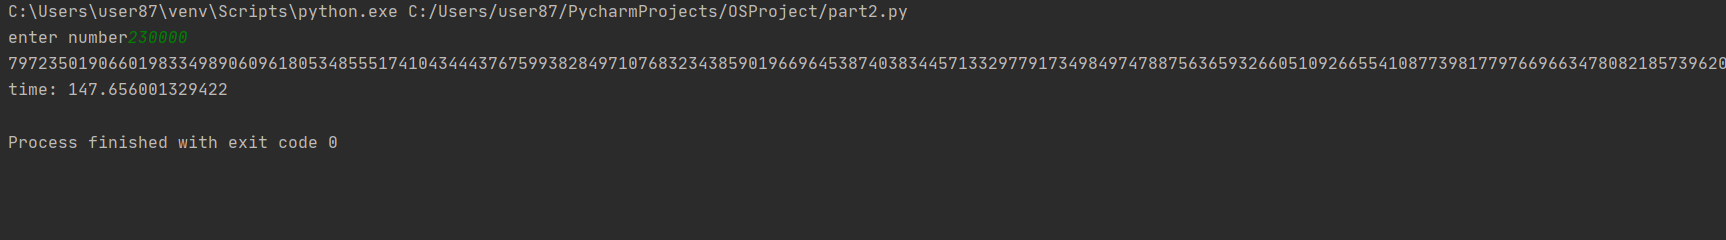 C:\Users\user87\venv\Scripts\python.exe C:/Users/user87/PycharmProjects/OSProject/part2.py
enter number230000
7972350190660198334989060961805348555174104344437675993828497107683234385901966964538740383445713329779173498497478875636593266051092665541087739817797669663478082185739620
time: 147.656001329422
Process finished with exit code 0